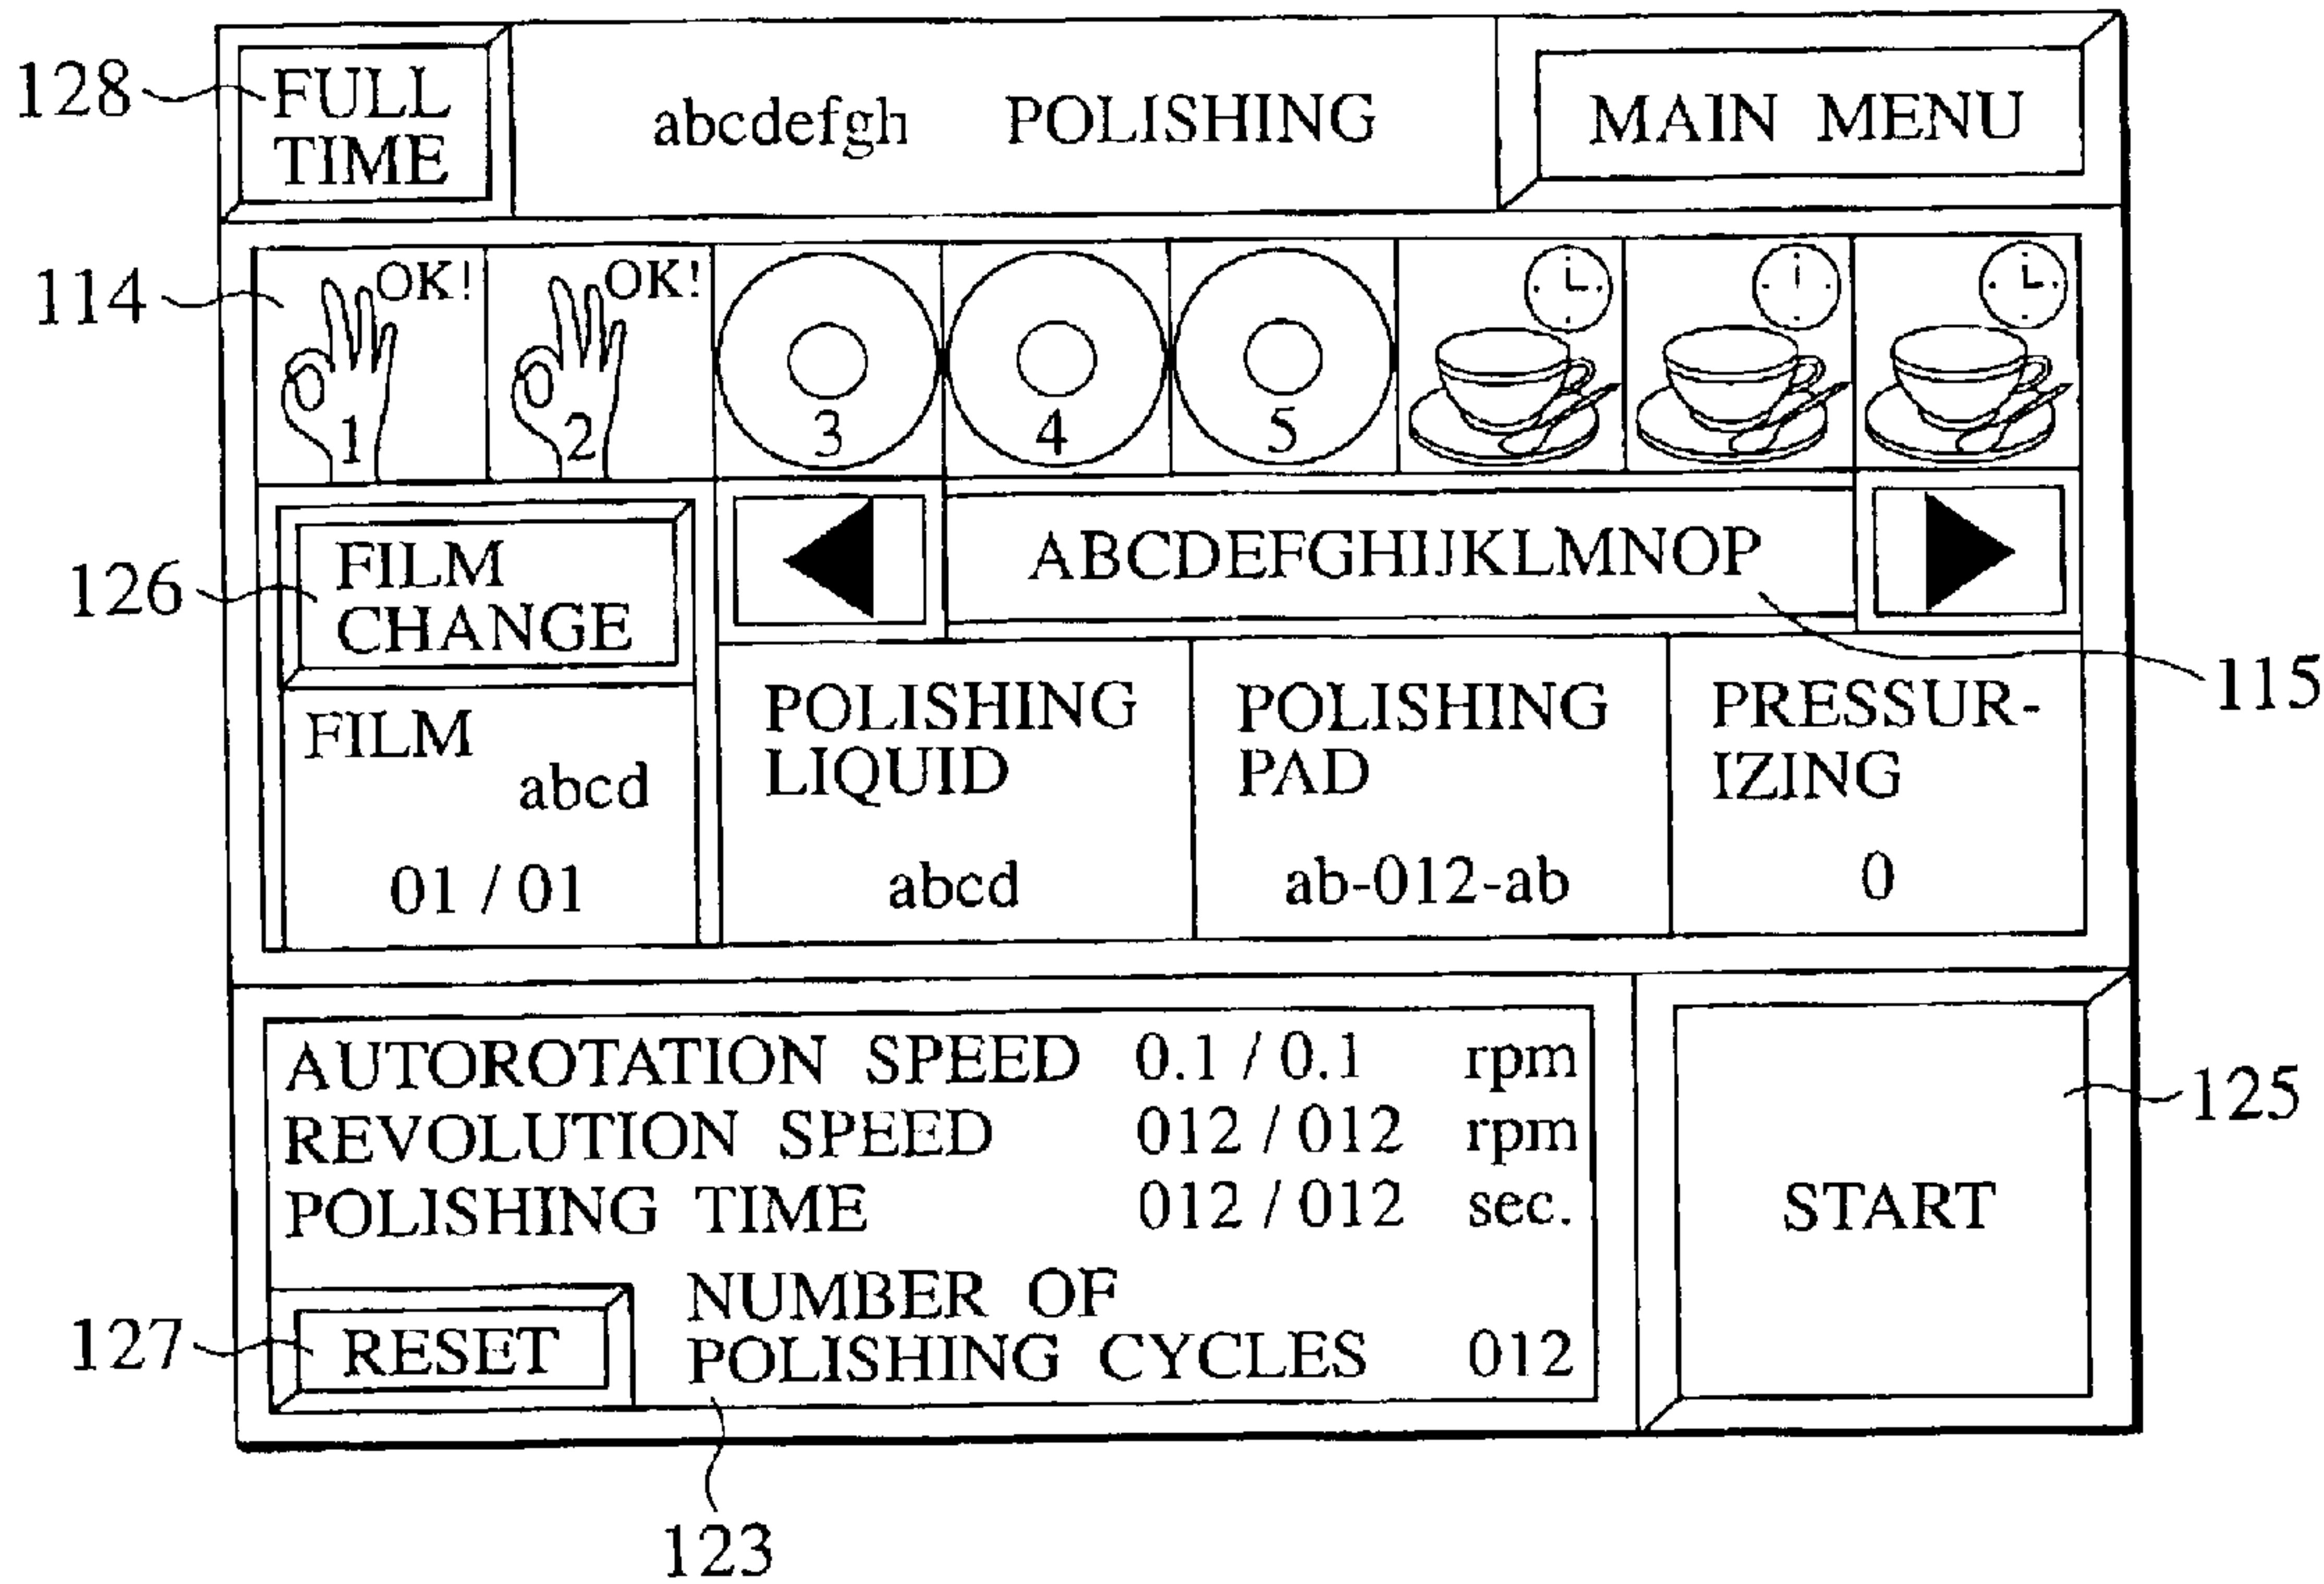 128
FULL
TIME
abcdefgh POLISHING
MAIN MENU
114
OK!
1
OK!
2
3
4
5
126
FILM
CHANGE
ABCDEFGHIJKLMNOP
115
FILM
abcd
01 / 01
POLISHING
LIQUID
abcd
POLISHING
PAD
ab-012-ab
PRESSUR-
IZING
0
AUTOROTATION SPEED 0.1 / 0.1 rpm
REVOLUTION SPEED 012 / 012 rpm
POLISHING TIME 012 / 012 sec.
127
RESET
NUMBER OF
POLISHING CYCLES 012
START
125
123